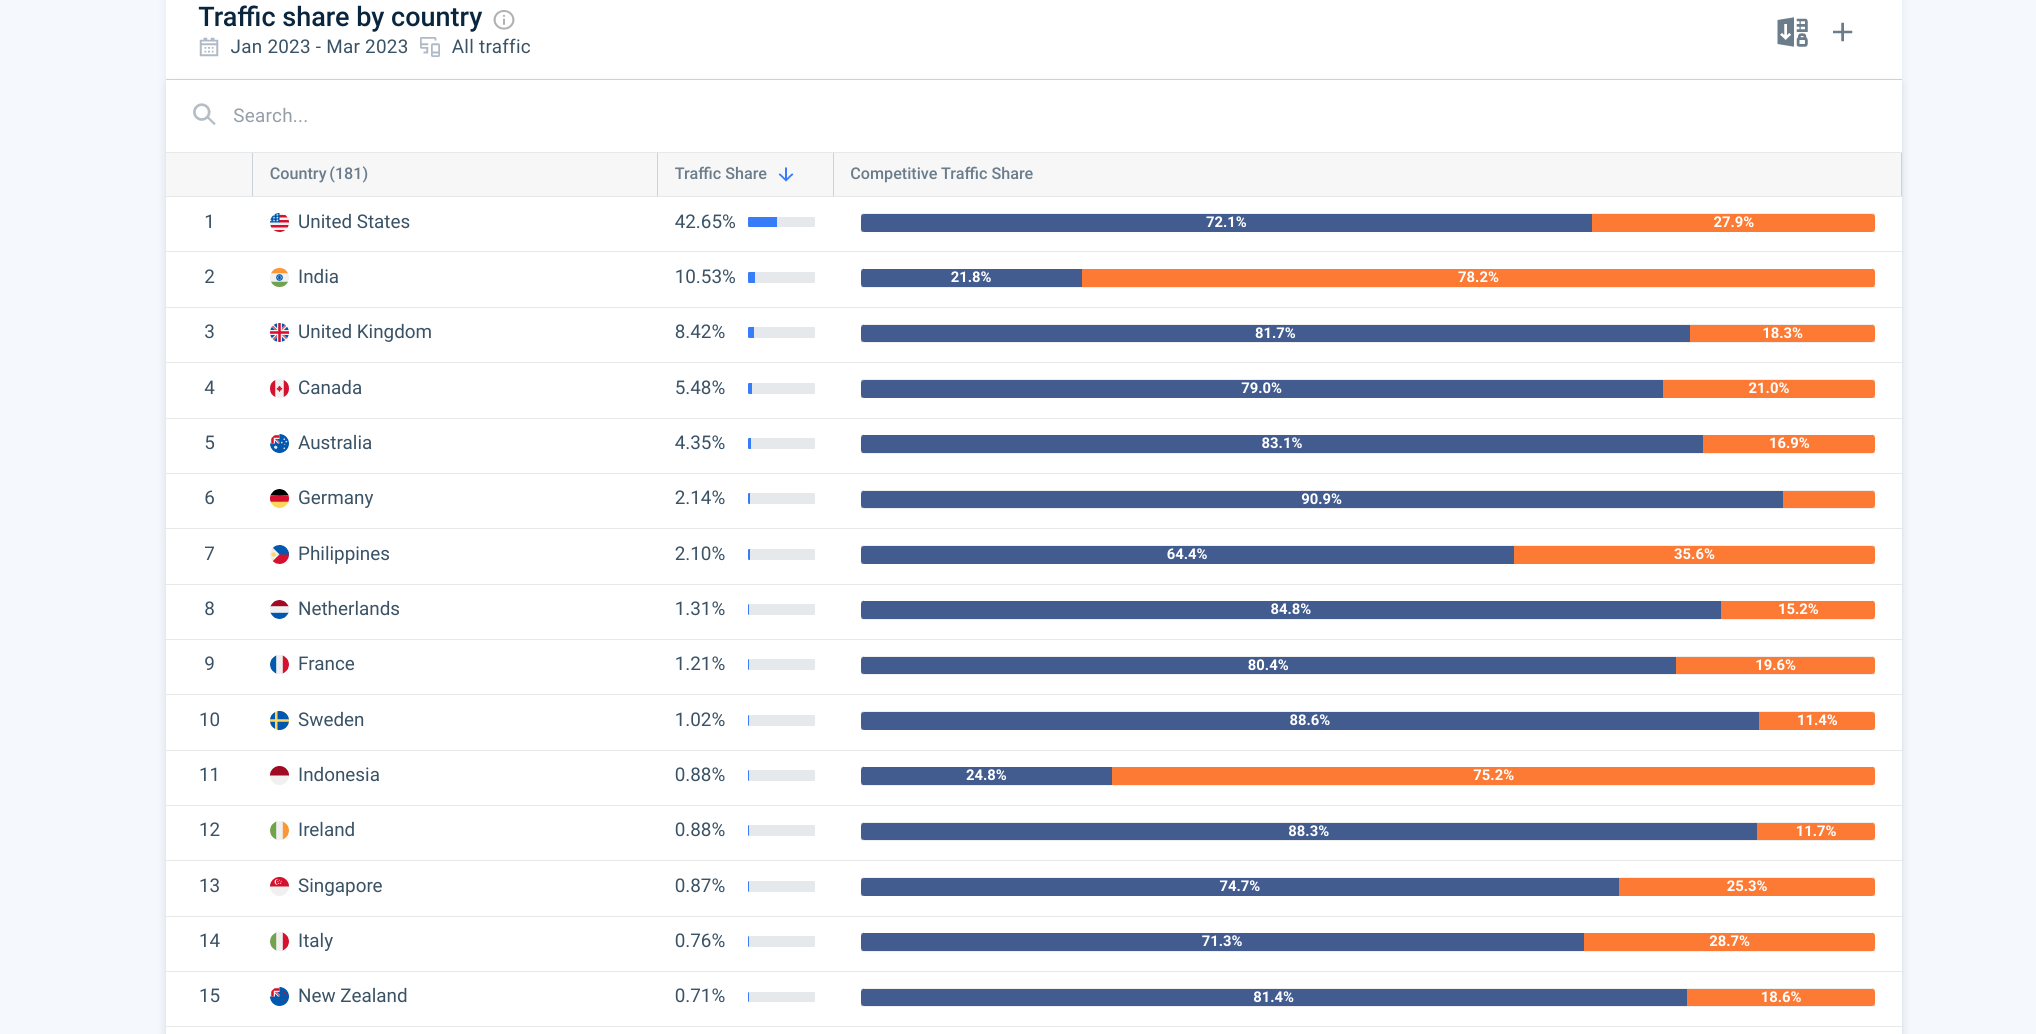 Traffic share by country
Jan 2023 - Mar 2023 All traffic
Search...
Country (181) Traffic Share Competitive Traffic Share
1 United States 42.65% 72.1% 27.9%
2 India 10.53% 21.8% 78.2%
3 United Kingdom 8.42% 81.7% 18.3%
4 Canada 5.48% 79.0% 21.0%
5 Australia 4.35% 83.1% 16.9%
6 Germany 2.14% 90.9%
7 Philippines 2.10% 64.4% 35.6%
8 Netherlands 1.31% 84.8% 15.2%
9 France 1.21% 80.4% 19.6%
10 Sweden 1.02% 88.6% 11.4%
11 Indonesia 0.88% 24.8% 75.2%
12 Ireland 0.88% 88.3% 11.7%
13 Singapore 0.87% 74.7% 25.3%
14 Italy 0.76% 71.3% 28.7%
15 New Zealand 0.71% 81.4% 18.6%